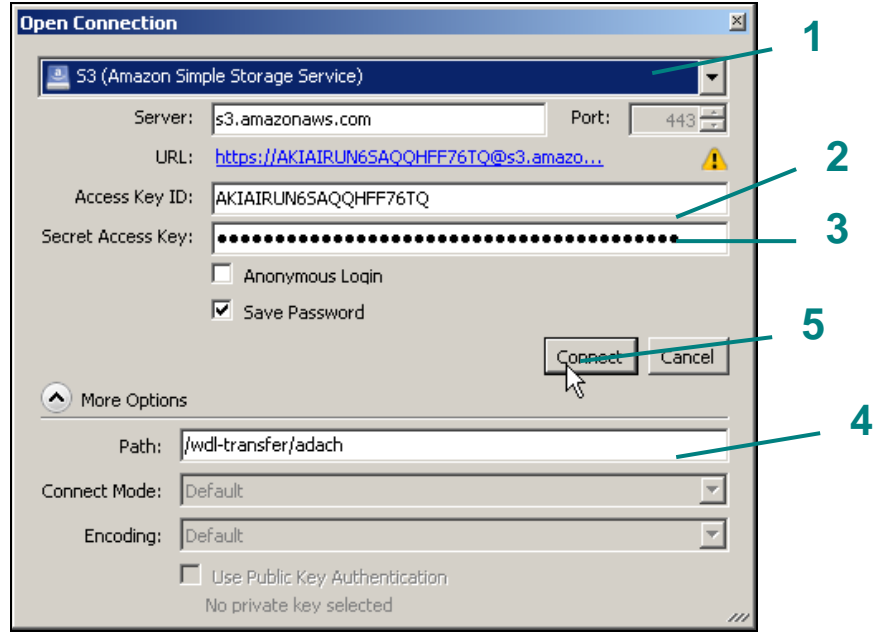 Open Connection
1
S3 (Amazon Simple Storage Service)
Server: s3.amazonaws.com Port: 443
URL: https://AKIAIRUN6SAQQHFF76TQ@s3.amazo...
2
Access Key ID: AKIAIRUN6SAQQHFF76TQ
Secret Access Key: ●●●●●●●●●●●●●●●●●●●●●●●●●●●●●●●●●●●●●●●●
3
Anonymous Login
Save Password
5
Connect Cancel
More Options
4
Path: /wdl-transfer/adach
Connect Mode: Default
Encoding: Default
Use Public Key Authentication
No private key selected